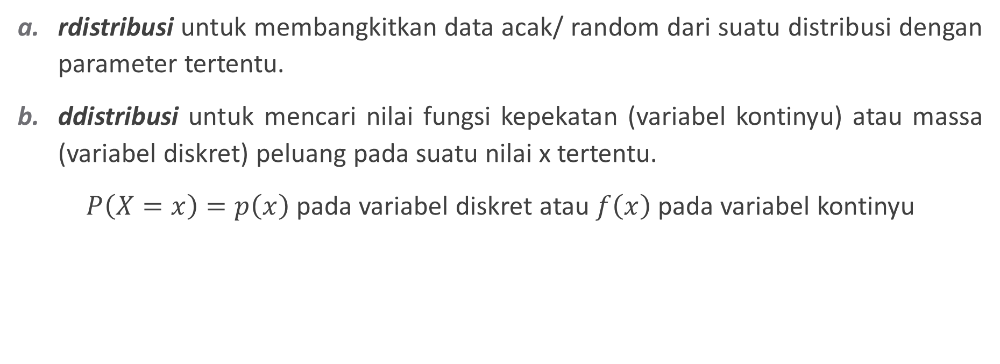 a. rdistribusi untuk membangkitkan data acak/ random dari suatu distribusi dengan
parameter tertentu.
b. ddistribusi untuk mencari nilai fungsi kepekatan (variabel kontinyu) atau massa
(variabel diskret) peluang pada suatu nilai x tertentu.
P(X = x) = p(x) pada variabel diskret atau f(x) pada variabel kontinyu